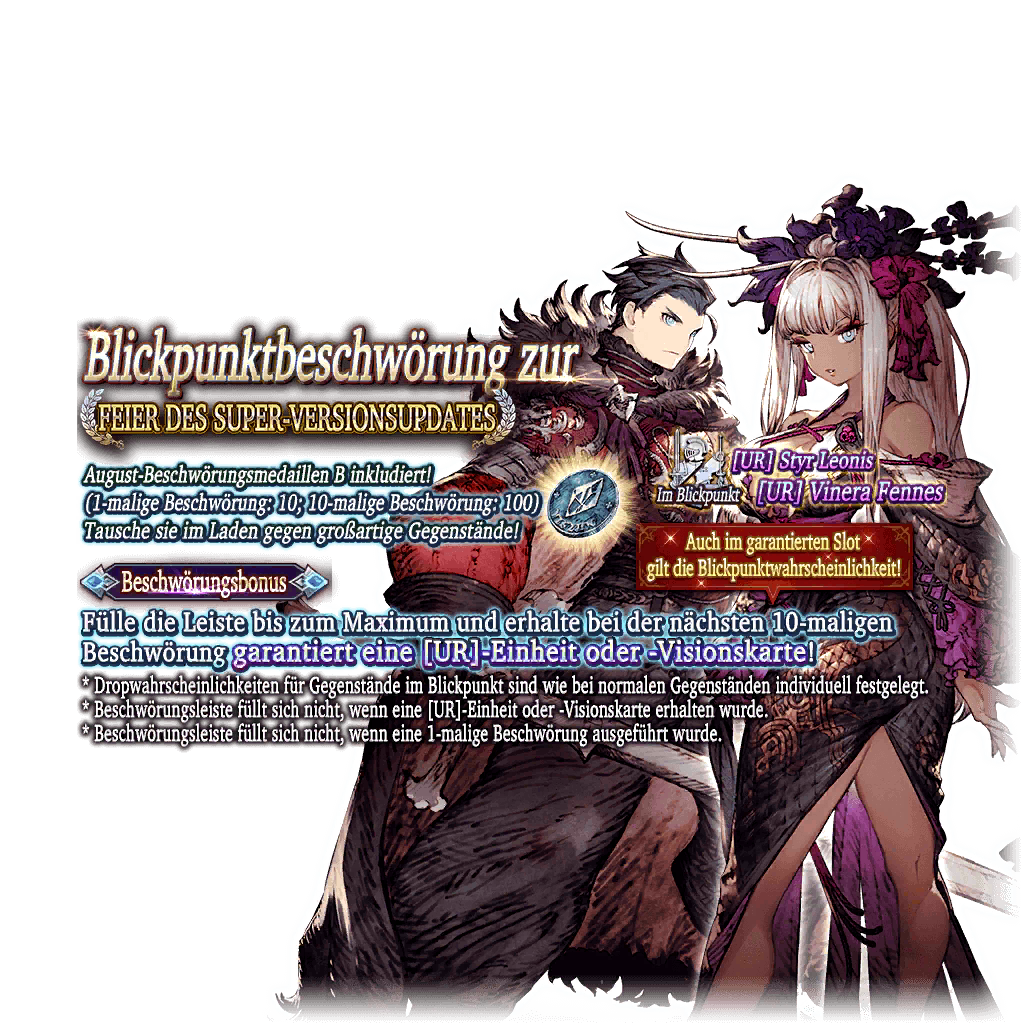 Blickpunktbeschwörung zur
FEIER DES SUPER-VERSIONSUPDATES
August-Beschwörungsmedaillen B inkludiert!
(1-malige Beschwörung: 10; 10-malige Beschwörung: 100)
Tausche sie im Laden gegen großartige Gegenstände!
Im Blickpunkt
[UR] Styr Leonis
[UR] Vinera Fennes
Auch im garantierten Slot
gilt die Blickpunktwahrscheinlichkeit!
Beschwörungsbonus
Fülle die Leiste bis zum Maximum und erhalte bei der nächsten 10-maligen
Beschwörung garantiert eine [UR]-Einheit oder -Visionskarte!
* Dropwahrscheinlichkeiten für Gegenstände im Blickpunkt sind wie bei normalen Gegenständen individuell festgelegt.
* Beschwörungsleiste füllt sich nicht, wenn eine [UR]-Einheit oder -Visionskarte erhalten wurde.
* Beschwörungsleiste füllt sich nicht, wenn eine 1-malige Beschwörung ausgeführt wurde.